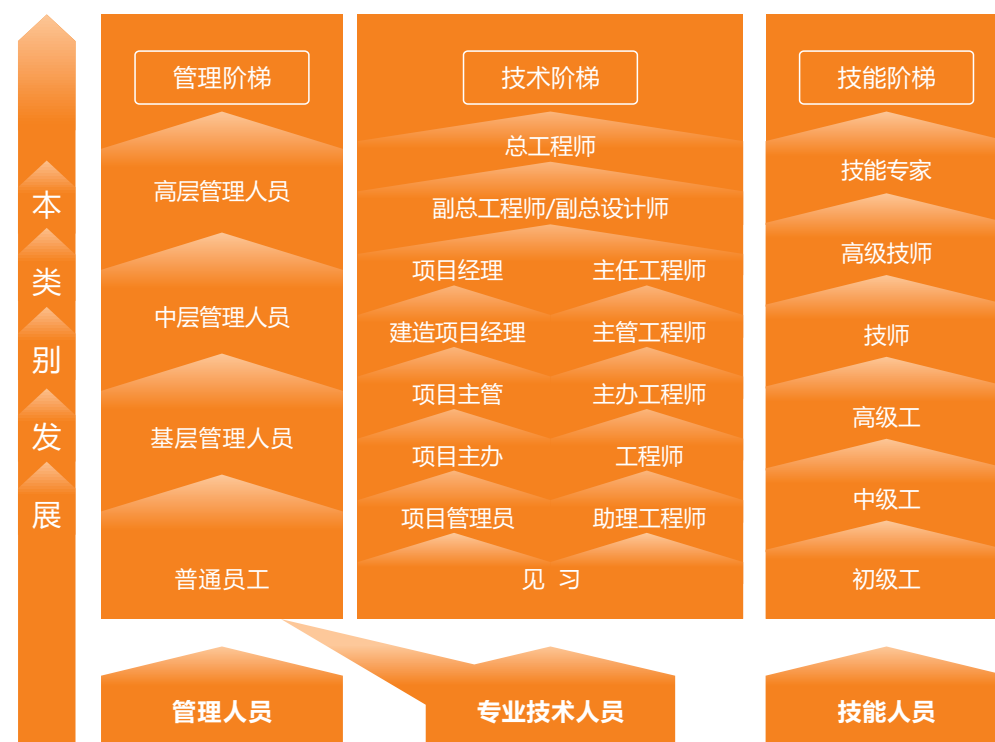 本
类
别
发
展
管理阶梯
高层管理人员
中层管理人员
基层管理人员
普通员工
管理人员
技术阶梯
总工程师
副总工程师/副总设计师
项目经理 主任工程师
建造项目经理 主管工程师
项目主管 主办工程师
项目主办 工程师
项目管理员 助理工程师
见 习
专业技术人员
技能阶梯
技能专家
高级技师
技师
高级工
中级工
初级工
技能人员